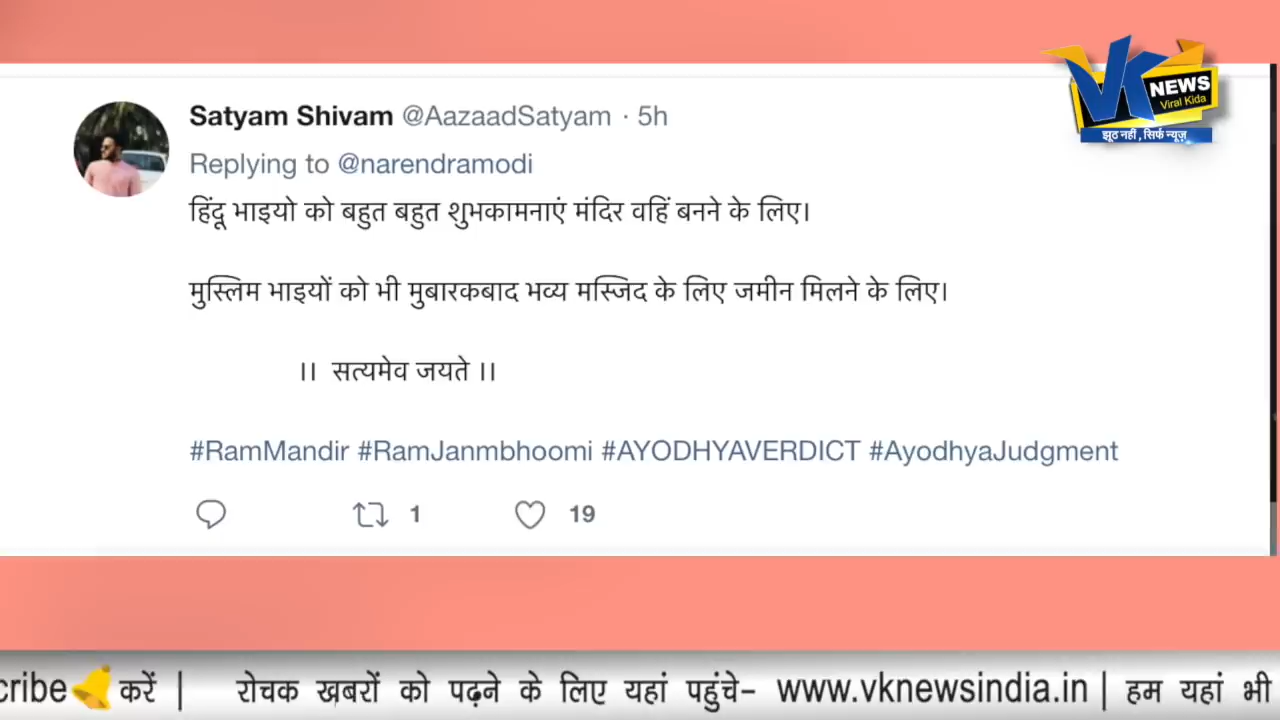 VK NEWS
Viral Kida
झूठ नहीं, सिर्फ न्यूज़
Satyam Shivam @AazaadSatyam · 5h
Replying to @narendramodi
हिंदू भाइयो को बहुत बहुत शुभकामनाएं मंदिर वहिं बनने के लिए।
मुस्लिम भाइयों को भी मुबारकबाद भव्य मस्जिद के लिए जमीन मिलने के लिए।
।। सत्यमेव जयते ।।
#RamMandir #RamJanmbhoomi #AYODHYAVERDICT #AyodhyaJudgment
1 19
cribe करें | रोचक ख़बरों को पढ़ने के लिए यहां पहुंचे- www.vknewsindia.in | हम यहां भी